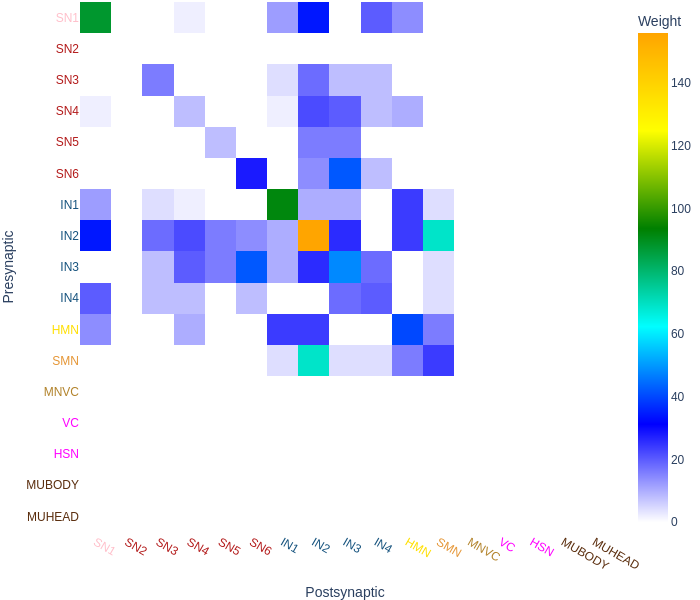 Weight
SN1
SN2
SN3
SN4
SN5
SN6
IN1
IN2
IN3
IN4
HMN
SMN
MNVC
VC
HSN
MUBODY
MUHEAD
Presynaptic
140
120
100
80
60
40
20
0
SN1 SN2 SN3 SN4 SN5 SN6 IN1 IN2 IN3 IN4 HMN SMN MNVC VC HSN MUBODY MUHEAD
Postsynaptic